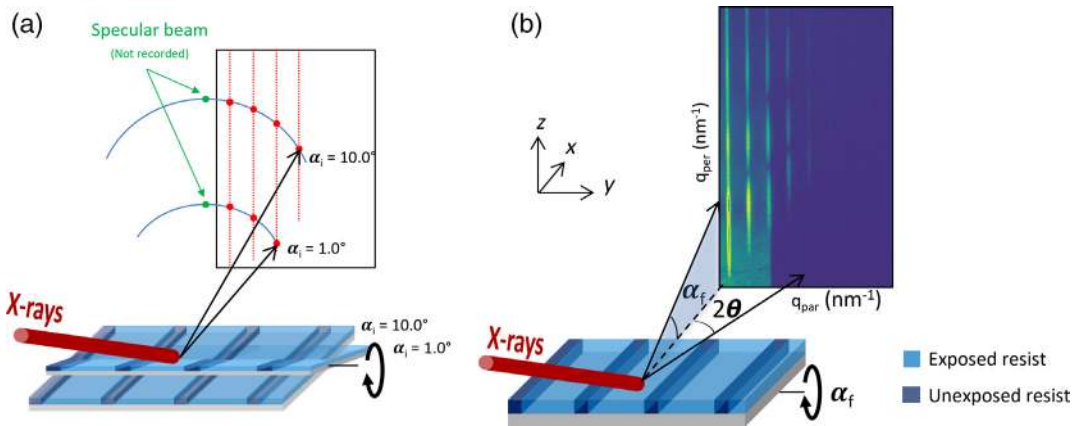 (a)
Specular beam
(Not recorded)
αi = 10.0°
αi = 1.0°
X-rays
αi = 10.0°
αi = 1.0°
(b)
z
x
y
qper (nm-1)
qpar (nm-1)
αf
2θ
X-rays
αf
Exposed resist
Unexposed resist